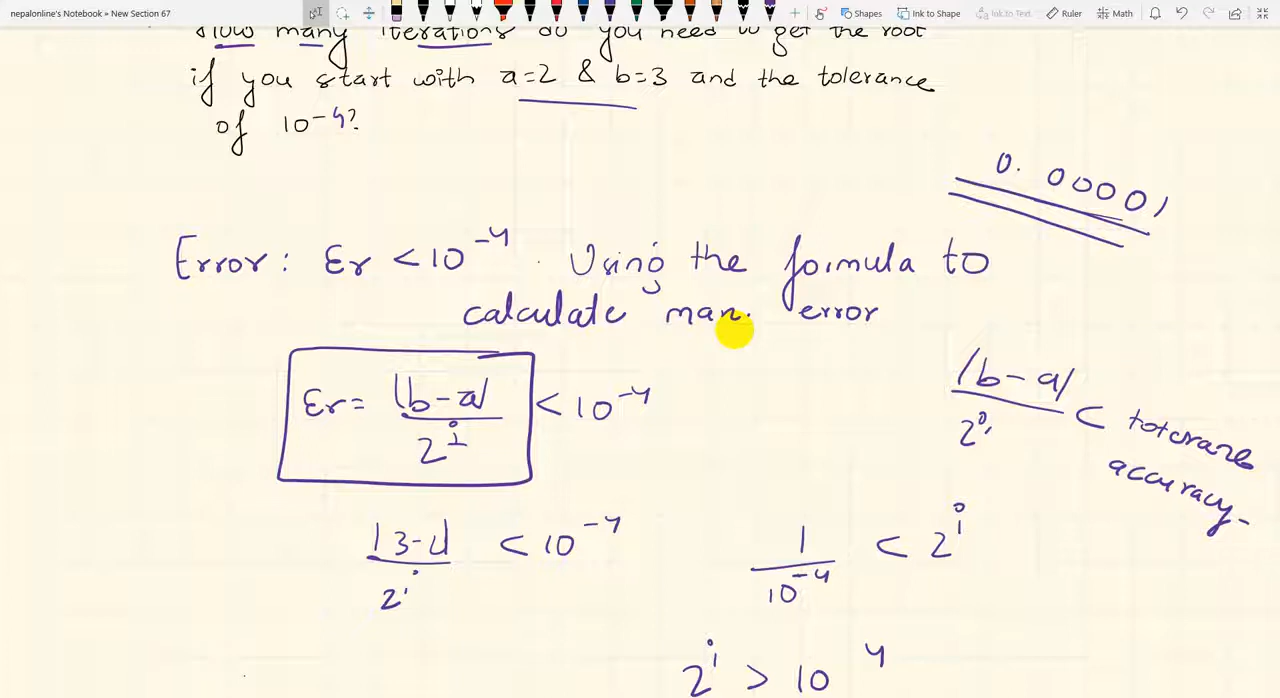 nepalonline's Notebook » New Section 67
Shapes Ink to Shape Ink to Text Ruler Math
How many iterations do you need to get the root
if you start with a=2 & b=3 and the tolerance
of 10⁻⁴?
0.00001
Error: Er < 10⁻⁴. Using the formula to
calculate max. error
Er = |b-a| / 2ⁱ < 10⁻⁴
|b-a| / 2ⁱ < tolerance
accuracy
|3-2| / 2ⁱ < 10⁻⁴
1 / 10⁻⁴ < 2ⁱ
2ⁱ > 10⁴